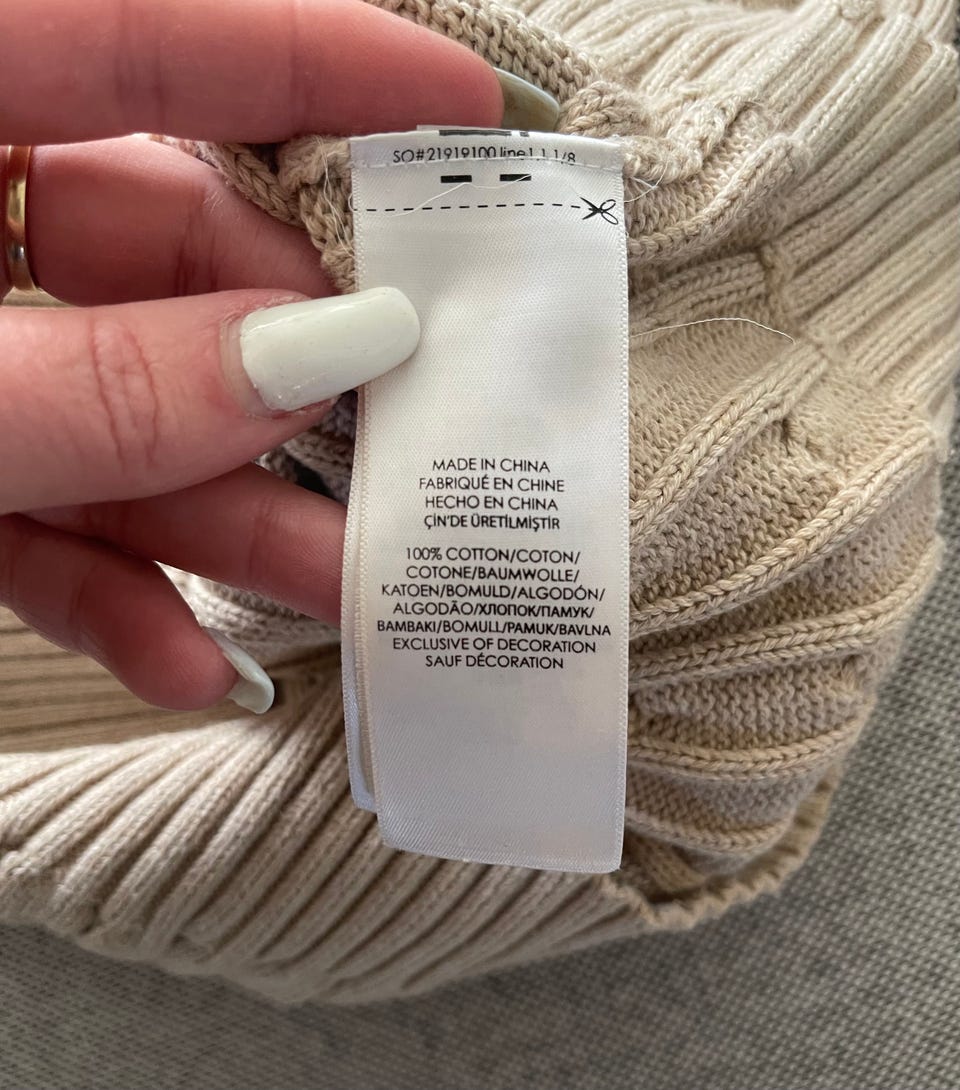 SO#21919100 line1 1 1/8
MADE IN CHINA
FABRIQUÉ EN CHINE
HECHO EN CHINA
ÇİN'DE ÜRETİLMİŞTİR
100% COTTON/COTON/
COTONE/BAUMWOLLE/
KATOEN/BOMULD/ALGODÓN/
ALGODÃO/ХЛОПОК/ПАМУК/
BAMBAKI/BOMULL/PAMUK/BAVLNA
EXCLUSIVE OF DECORATION
SAUF DÉCORATION